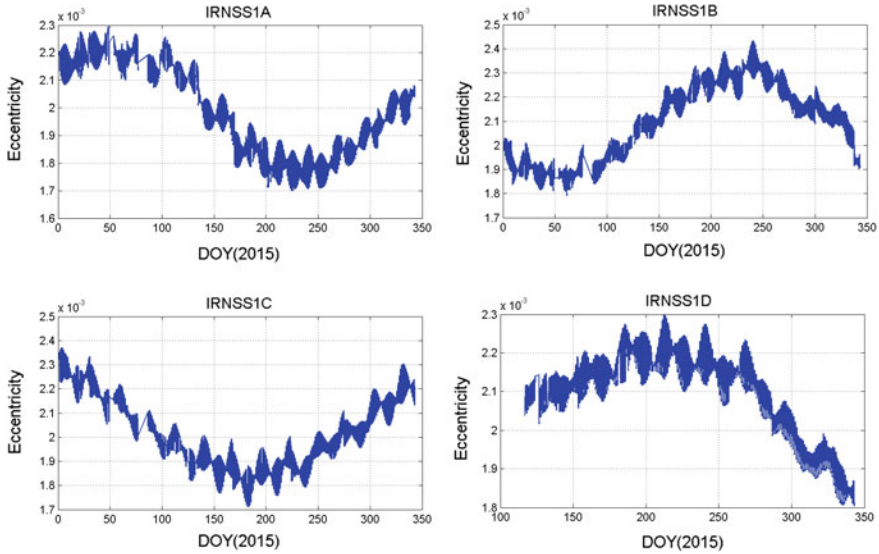 IRNSS1A
x 10⁻³
2.3
2.2
2.1
2
1.9
1.8
1.7
1.6
Eccentricity
0 50 100 150 200 250 300 350
DOY(2015)
IRNSS1B
x 10⁻³
2.5
2.4
2.3
2.2
2.1
2
1.9
1.8
1.7
Eccentricity
0 50 100 150 200 250 300 350
DOY(2015)
IRNSS1C
x 10⁻³
2.5
2.4
2.3
2.2
2.1
2
1.9
1.8
1.7
Eccentricity
0 50 100 150 200 250 300 350
DOY(2015)
IRNSS1D
x 10⁻³
2.3
2.2
2.1
2
1.9
1.8
Eccentricity
100 150 200 250 300 350
DOY(2015)